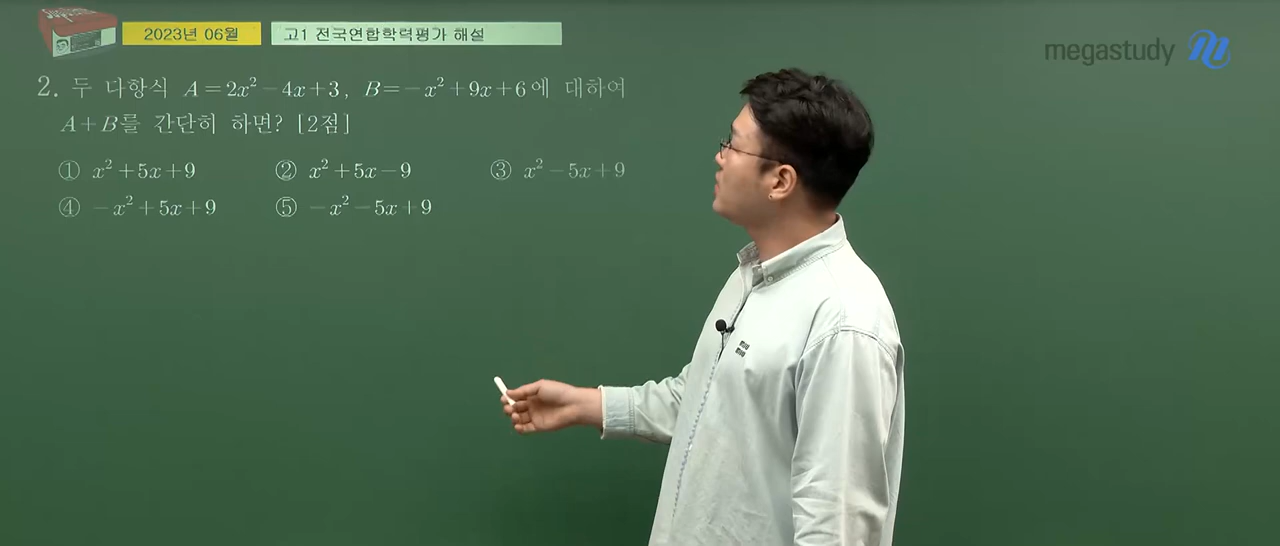 2023년 06월 고1 전국연합학력평가 해설
megastudy
2. 두 다항식 A=2x²-4x+3, B=-x²+9x+6에 대하여
A+B를 간단히 하면? [2점]
① x²+5x+9 ② x²+5x-9 ③ x²-5x+9
④ -x²+5x+9 ⑤ -x²-5x+9